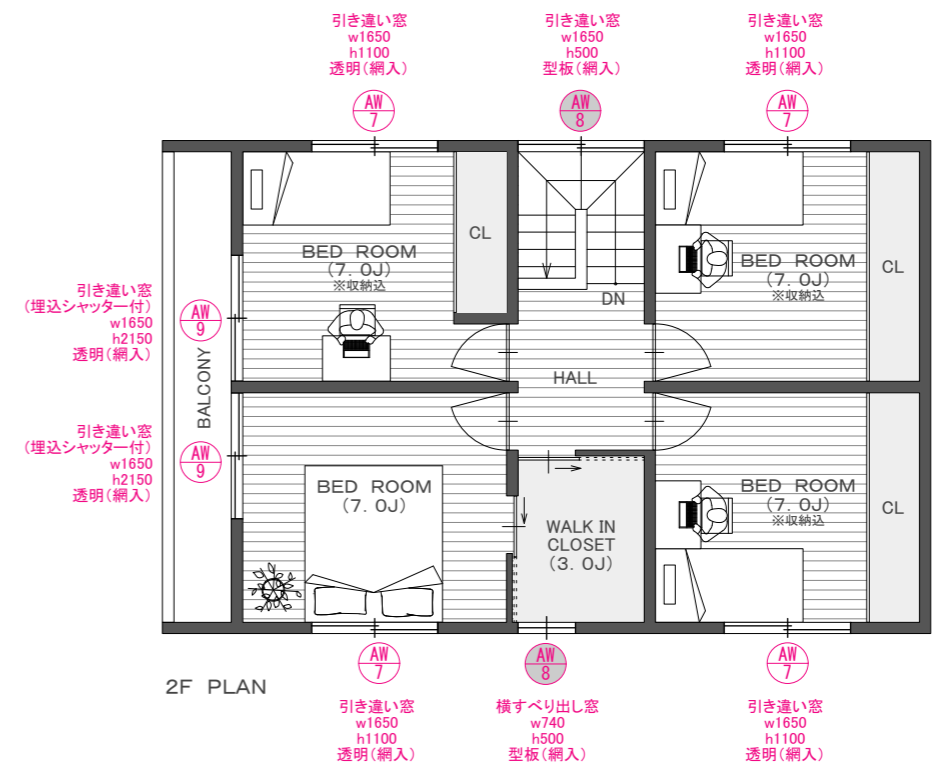 引き違い窓
w1650
h1100
透明(網入)
AW
7
引き違い窓
w1650
h500
型板(網入)
AW
8
引き違い窓
w1650
h1100
透明(網入)
AW
7
BED ROOM
(7.0J)
※収納込
CL
DN
BED ROOM
(7.0J)
※収納込
CL
引き違い窓
(埋込シャッター付)
w1650
h2150
透明(網入)
AW
9
BALCONY
HALL
引き違い窓
(埋込シャッター付)
w1650
h2150
透明(網入)
AW
9
BED ROOM
(7.0J)
WALK IN
CLOSET
(3.0J)
BED ROOM
(7.0J)
※収納込
CL
2F PLAN
AW
7
引き違い窓
w1650
h1100
透明(網入)
AW
8
横すべり出し窓
w740
h500
型板(網入)
AW
7
引き違い窓
w1650
h1100
透明(網入)